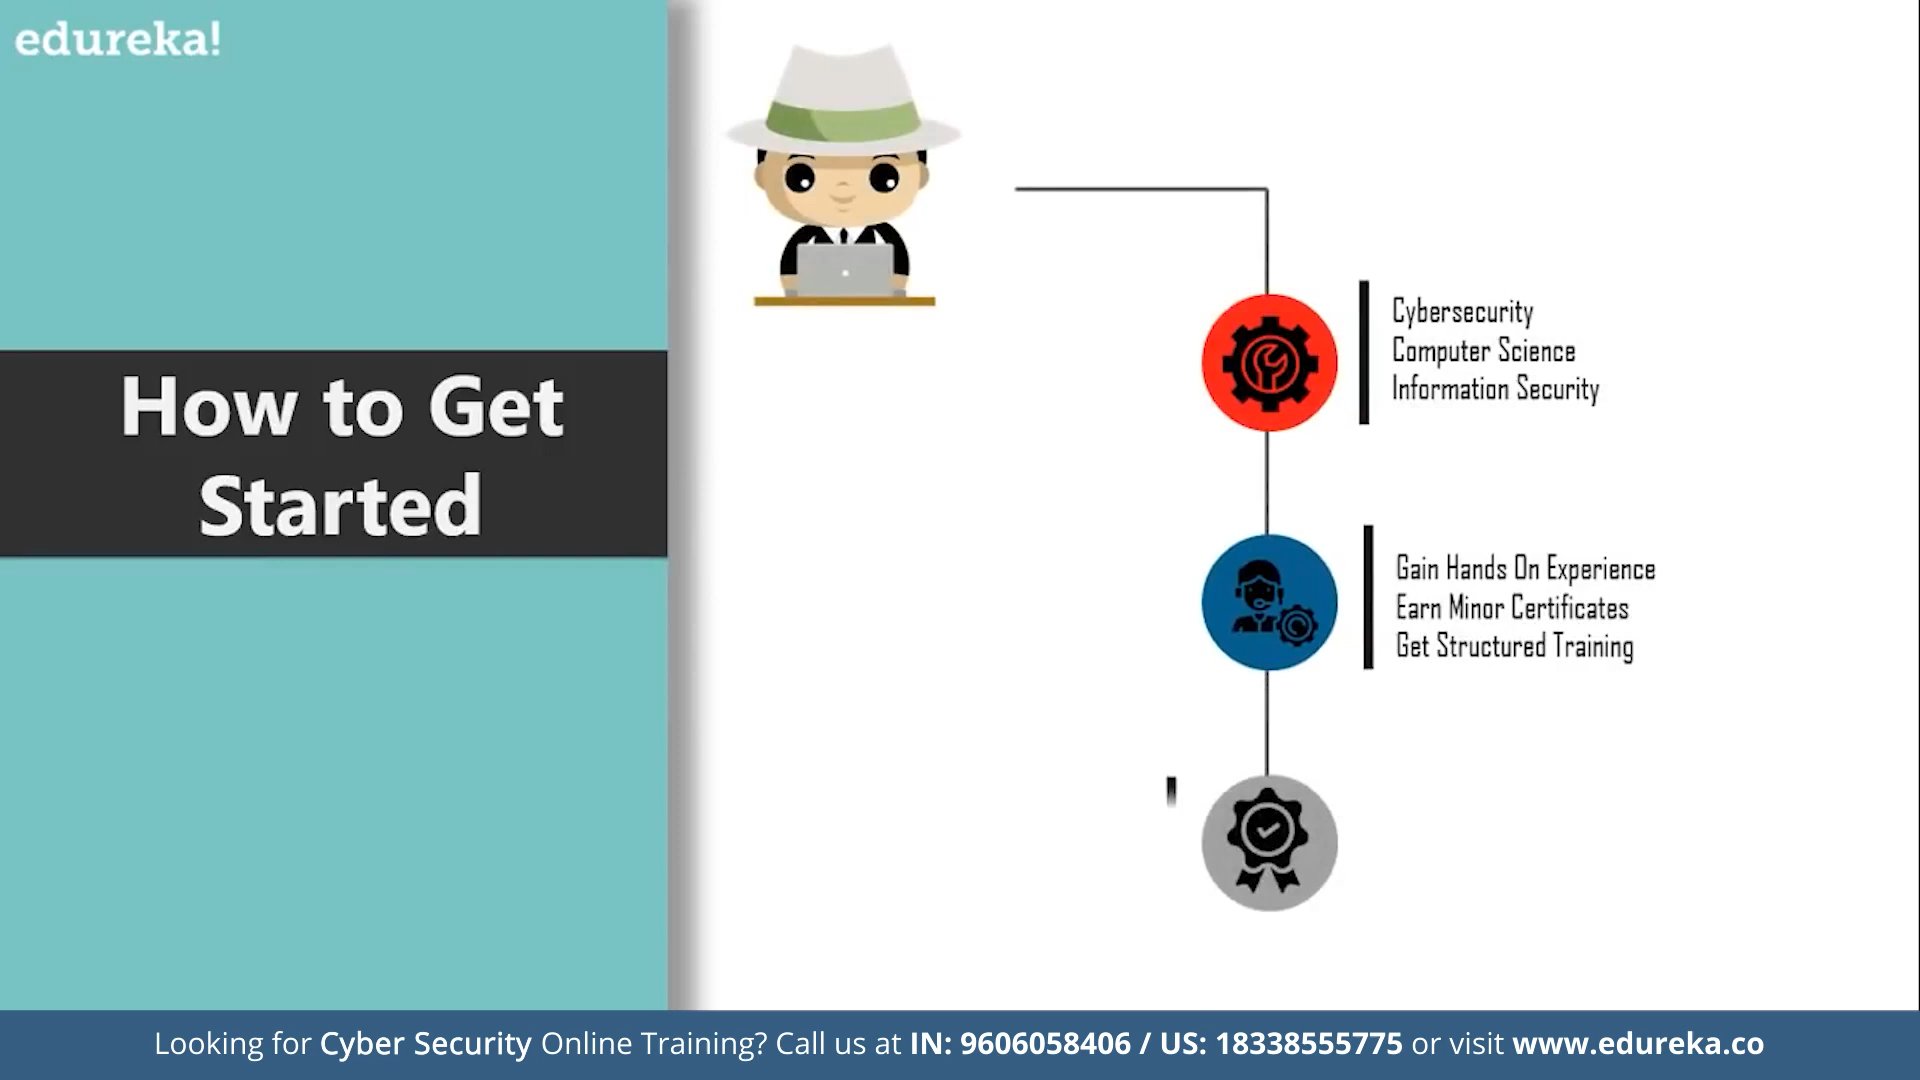 edureka!
How to Get
Started
Cybersecurity
Computer Science
Information Security
Gain Hands On Experience
Earn Minor Certificates
Get Structured Training
Looking for Cyber Security Online Training? Call us at IN: 9606058406 / US: 18338555775 or visit www.edureka.co